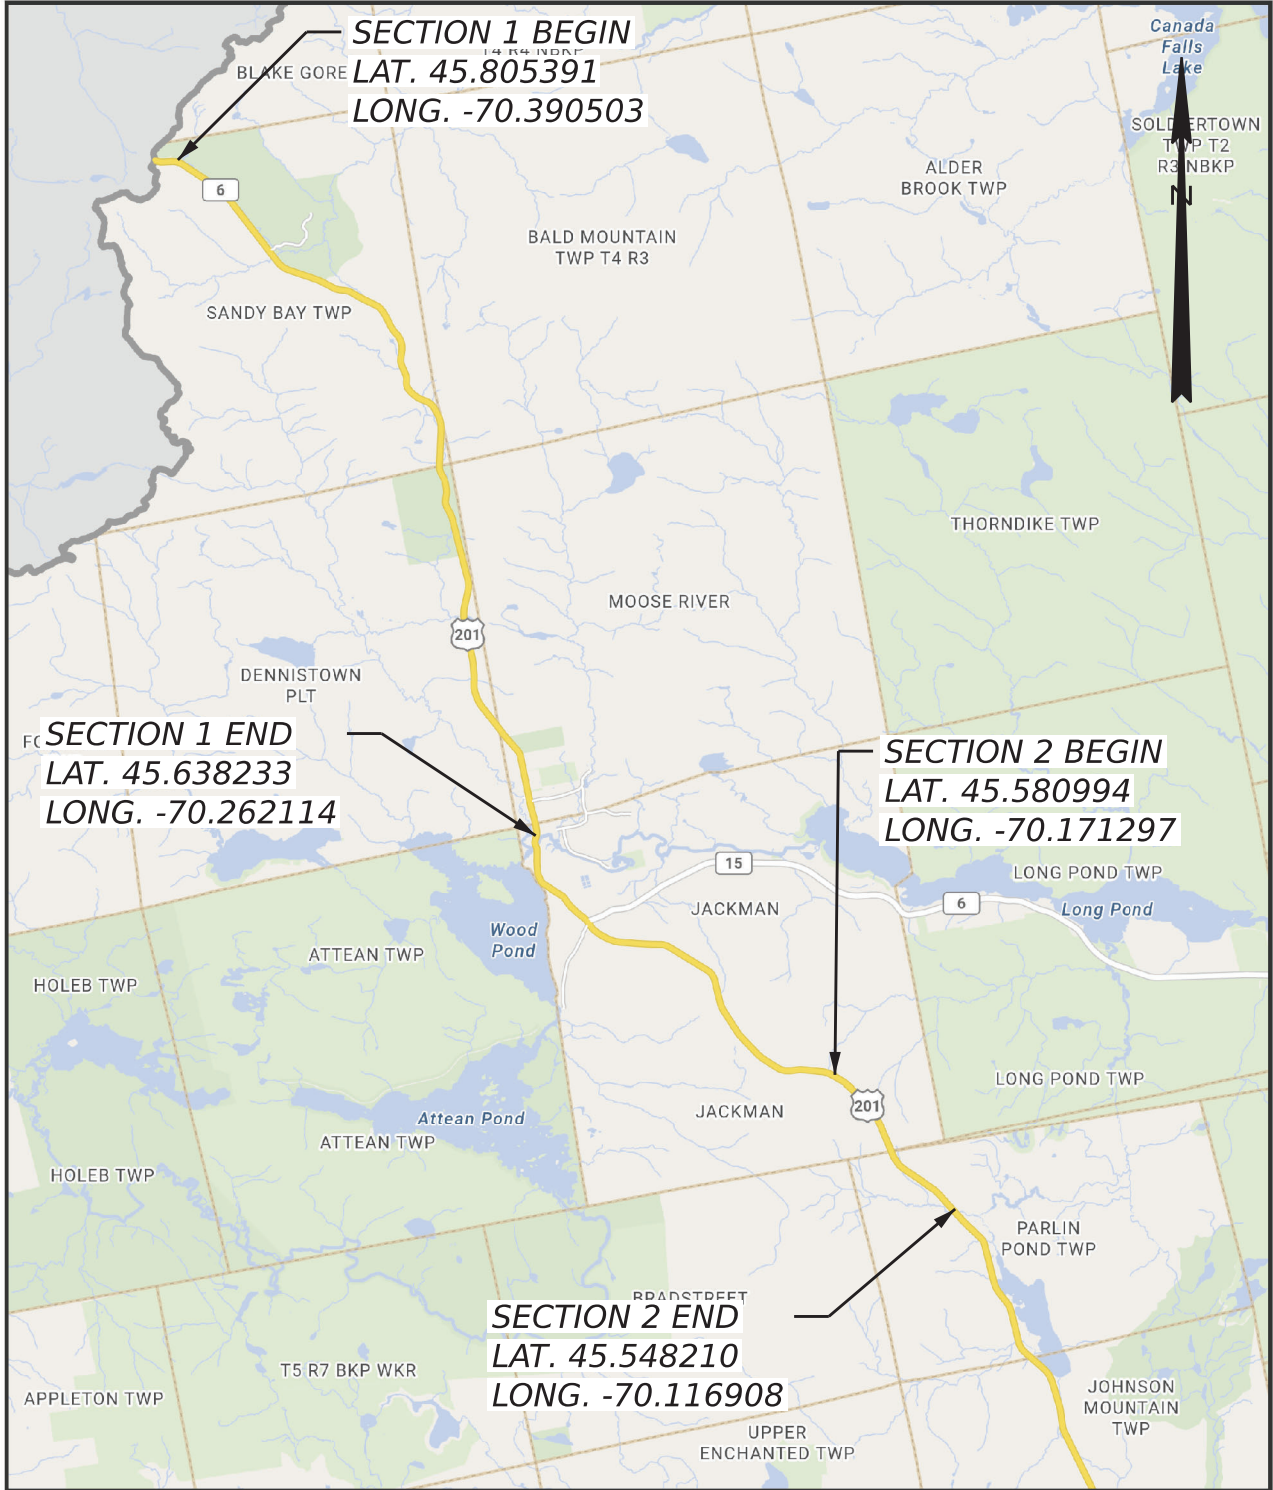 SECTION 1 BEGIN
LAT. 45.805391
LONG. -70.390503
T4 R4 NBKP
BLAKE GORE
Canada
Falls
Lake
SOLDIERTOWN
TWP T2
R3 NBKP
N
ALDER
BROOK TWP
6
BALD MOUNTAIN
TWP T4 R3
SANDY BAY TWP
THORNDIKE TWP
MOOSE RIVER
201
DENNISTOWN
PLT
SECTION 1 END
LAT. 45.638233
LONG. -70.262114
SECTION 2 BEGIN
LAT. 45.580994
LONG. -70.171297
15
LONG POND TWP
6
Long Pond
JACKMAN
Wood
Pond
ATTEAN TWP
HOLEB TWP
LONG POND TWP
201
JACKMAN
Attean Pond
ATTEAN TWP
HOLEB TWP
PARLIN
POND TWP
BRADSTREET
SECTION 2 END
LAT. 45.548210
LONG. -70.116908
T5 R7 BKP WKR
APPLETON TWP
JOHNSON
MOUNTAIN
TWP
UPPER
ENCHANTED TWP